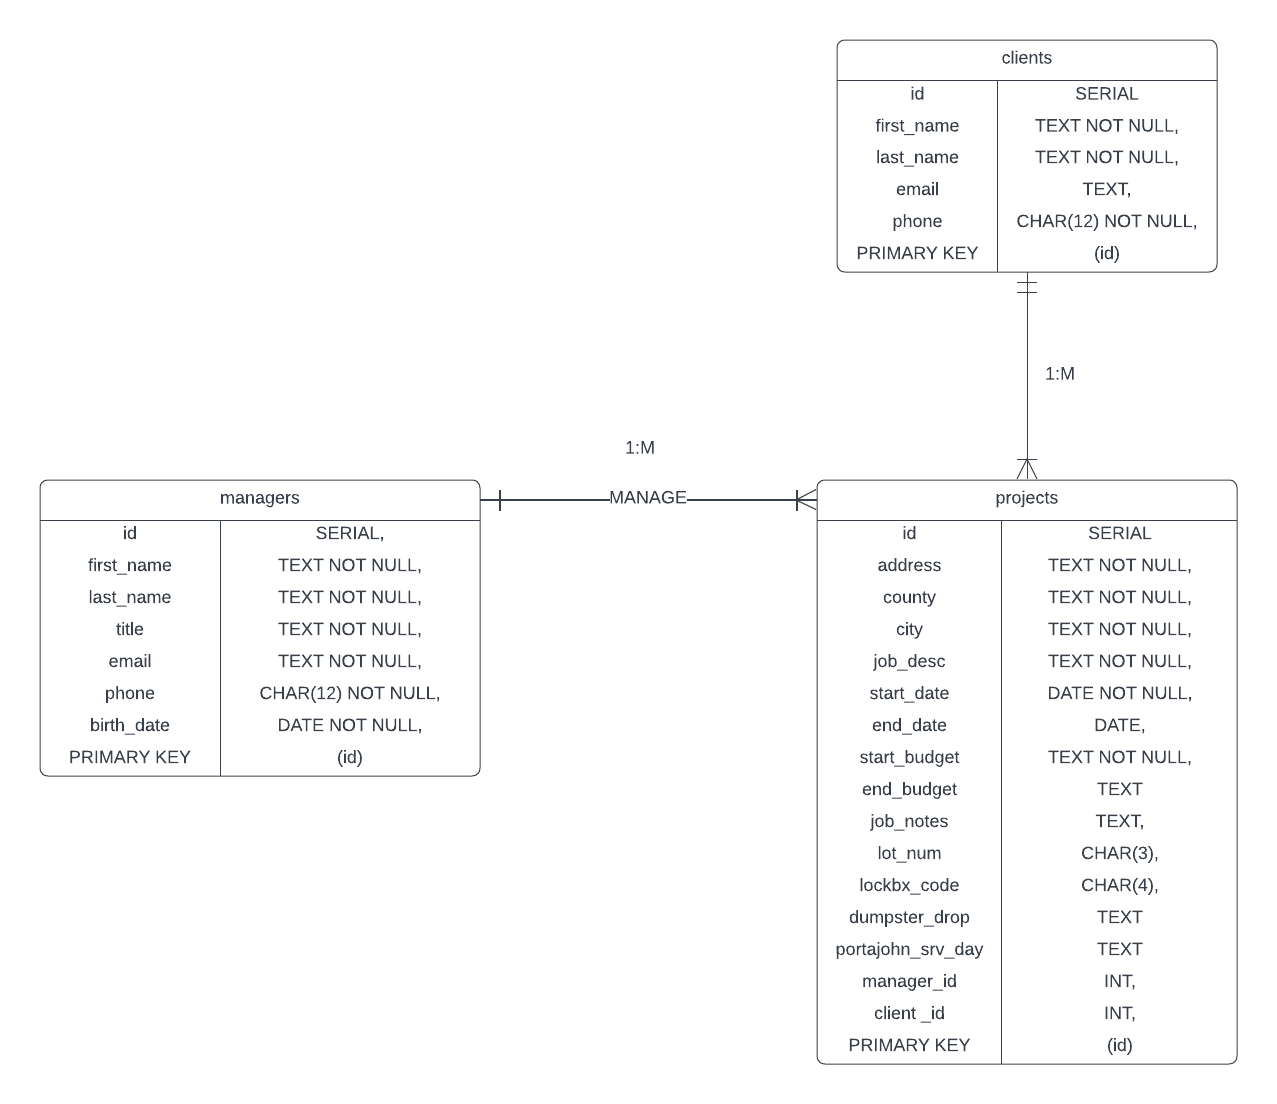 clients
id SERIAL
first_name TEXT NOT NULL,
last_name TEXT NOT NULL,
email TEXT,
phone CHAR(12) NOT NULL,
PRIMARY KEY (id)
1:M
1:M
MANAGE
managers
id SERIAL,
first_name TEXT NOT NULL,
last_name TEXT NOT NULL,
title TEXT NOT NULL,
email TEXT NOT NULL,
phone CHAR(12) NOT NULL,
birth_date DATE NOT NULL,
PRIMARY KEY (id)
projects
id SERIAL
address TEXT NOT NULL,
county TEXT NOT NULL,
city TEXT NOT NULL,
job_desc TEXT NOT NULL,
start_date DATE NOT NULL,
end_date DATE,
start_budget TEXT NOT NULL,
end_budget TEXT
job_notes TEXT,
lot_num CHAR(3),
lockbx_code CHAR(4),
dumpster_drop TEXT
portajohn_srv_day TEXT
manager_id INT,
client _id INT,
PRIMARY KEY (id)